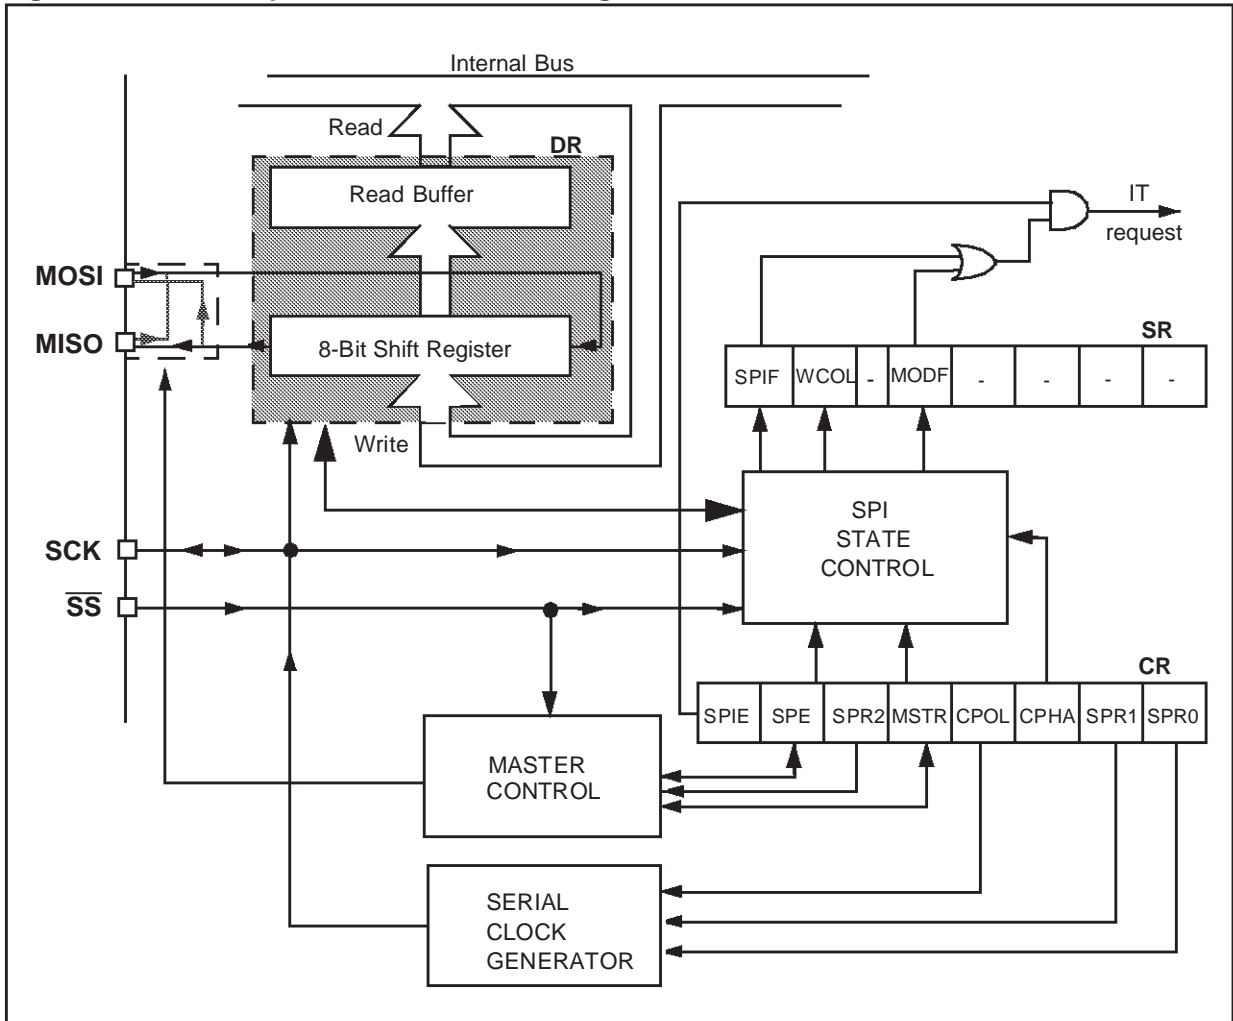 Internal Bus
Read
DR
Read Buffer
IT
request
MOSI
MISO
8-Bit Shift Register
SR
SPIF WCOL - MODF - - - -
Write
SPI
STATE
CONTROL
SCK
SS
CR
SPIE SPE SPR2 MSTR CPOL CPHA SPR1 SPR0
MASTER
CONTROL
SERIAL
CLOCK
GENERATOR